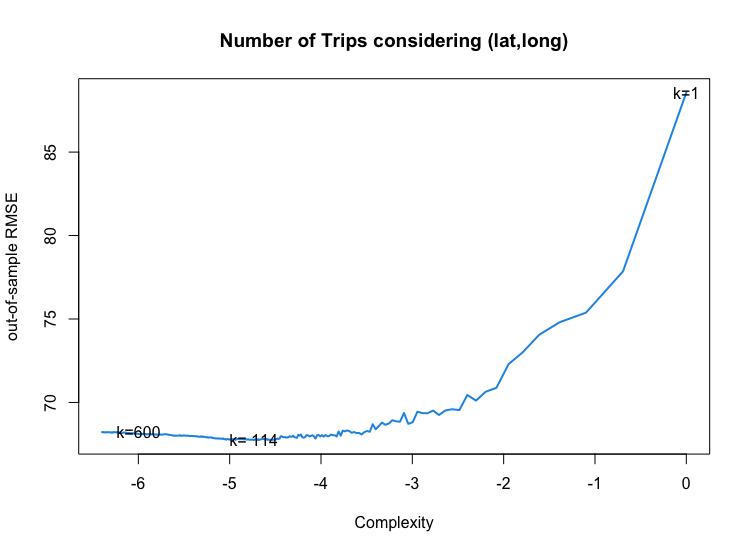 Number of Trips considering (lat,long)
k=1
85
80
75
70
out-of-sample RMSE
k=600
k= 114
-6 -5 -4 -3 -2 -1 0
Complexity